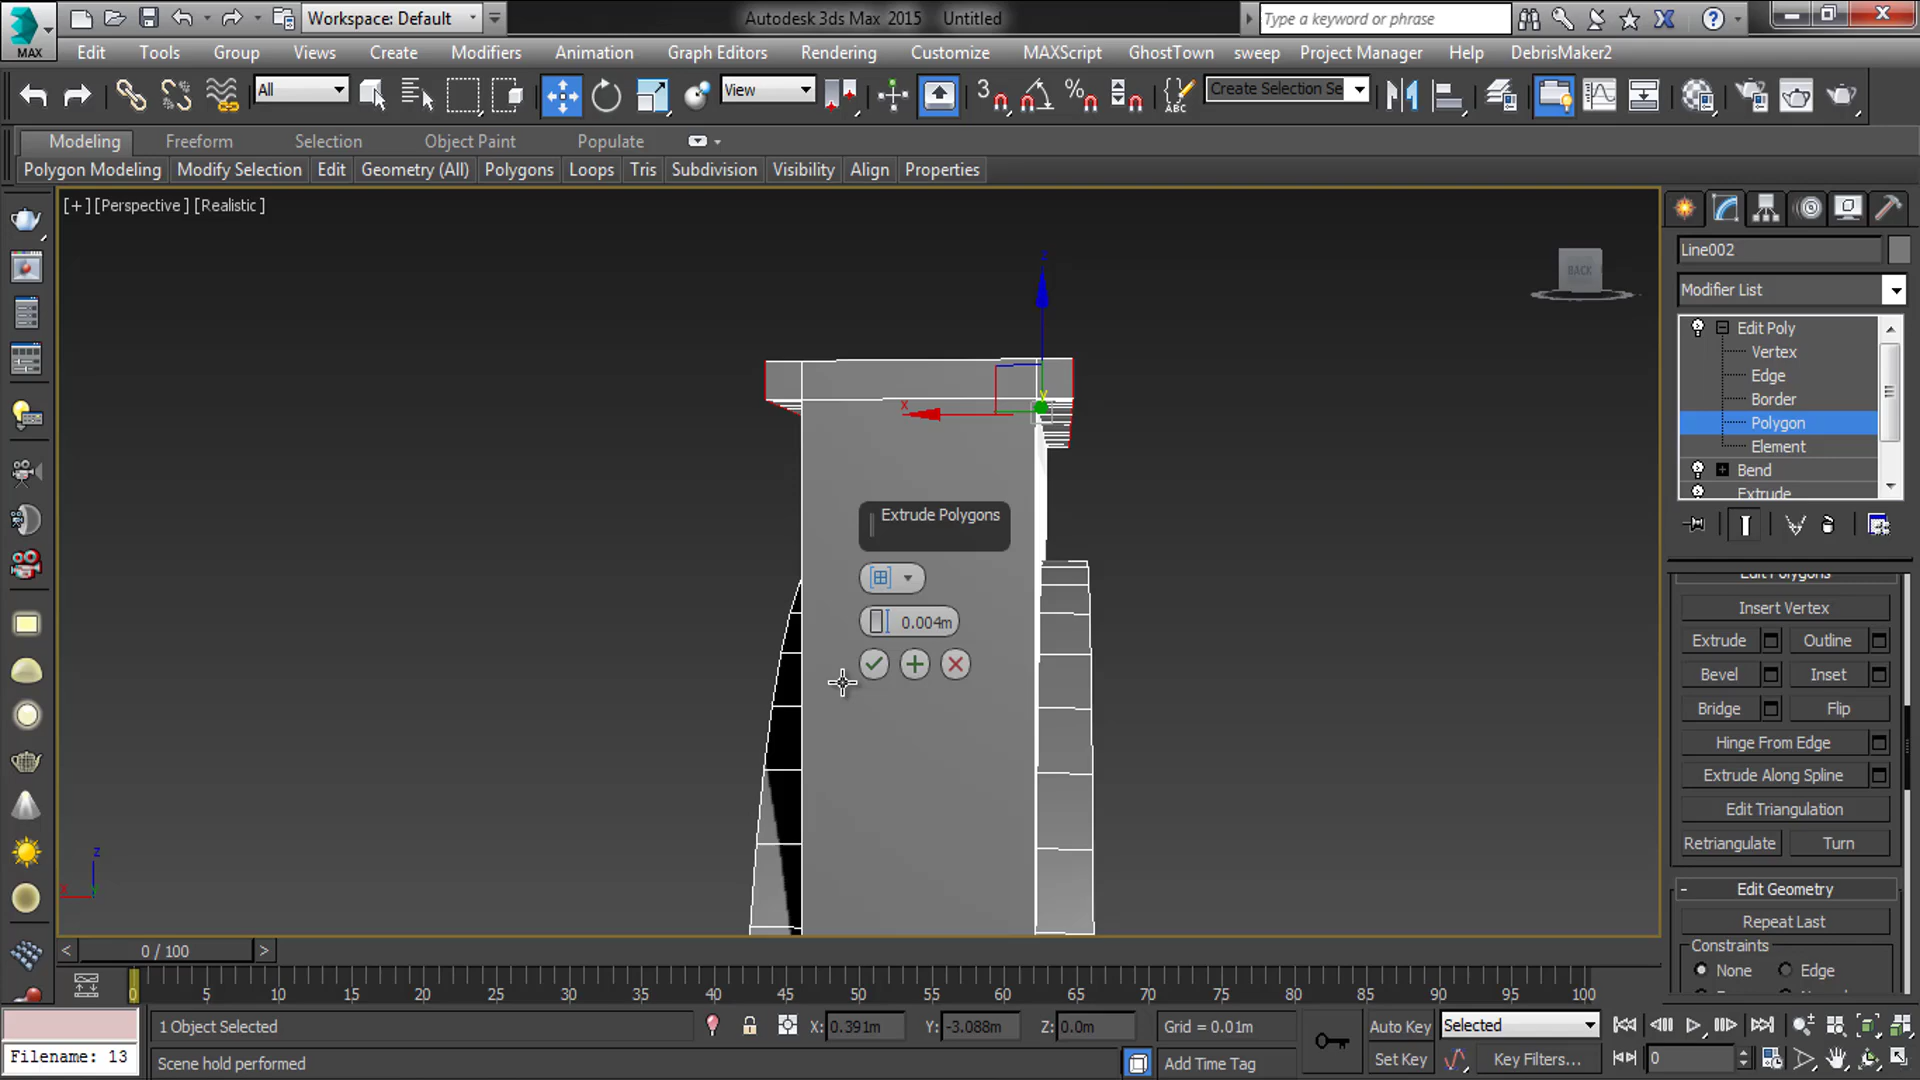 Workspace: Default
Autodesk 3ds Max 2015 Untitled
Type a keyword or phrase
MAX
Edit Tools Group Views Create Modifiers Animation Graph Editors Rendering Customize MAXScript GhostTown sweep Project Manager Help DebrisMaker2
All
View
3
ABC
Create Selection Se
Modeling Freeform Selection Object Paint Populate
Polygon Modeling Modify Selection Edit Geometry (All) Polygons Loops Tris Subdivision Visibility Align Properties
[+] [Perspective ] [Realistic ]
BACK
z
x
y
Extrude Polygons
0.004m
z
x
Line002
Modifier List
Edit Poly
Vertex
Edge
Border
Polygon
Element
Bend
Extrude
Edit Polygons
Insert Vertex
Extrude Outline
Bevel Inset
Bridge Flip
Hinge From Edge
Extrude Along Spline
Edit Triangulation
Retriangulate Turn
- Edit Geometry
Repeat Last
Constraints
None Edge
< 0 / 100 >
0 5 10 15 20 25 30 35 40 45 50 55 60 65 70 75 80 85 90 95 100
1 Object Selected
X: 0.391m Y: -3.088m Z: 0.0m Grid = 0.01m
Auto Key Selected
Filename: 13
Scene hold performed
Add Time Tag
Set Key Key Filters... 0